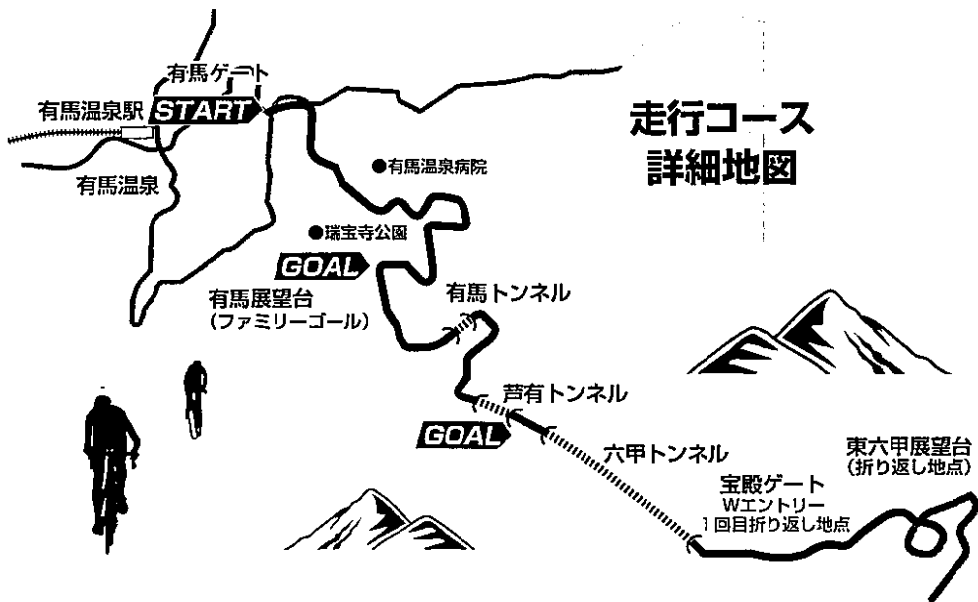 有馬ゲート
有馬温泉駅
START
走行コース
詳細地図
有馬温泉病院
有馬温泉
瑞宝寺公園
GOAL
有馬展望台
(ファミリーゴール)
有馬トンネル
芦有トンネル
GOAL
六甲トンネル
東六甲展望台
(折り返し地点)
宝殿ゲート
Wエントリー
1回目折り返し地点